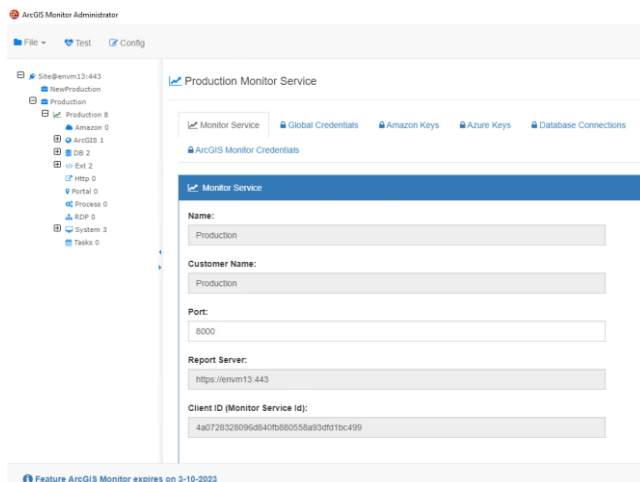 ArcGIS Monitor Administrator
File Test Config
Site@envm13:443
NewProduction
Production
Production 8
Amazon 0
ArcGIS 1
DB 2
Ext 2
Http 0
Portal 0
Process 0
RDP 0
System 3
Tasks 0
Production Monitor Service
Monitor Service Global Credentials Amazon Keys Azure Keys Database Connections
ArcGIS Monitor Credentials
Monitor Service
Name:
Production
Customer Name:
Production
Port:
8000
Report Server:
https://envm13:443
Client ID (Monitor Service Id):
4a0728328096d840fb880558a93dfd1bc499
Feature ArcGIS Monitor expires on 3-10-2023